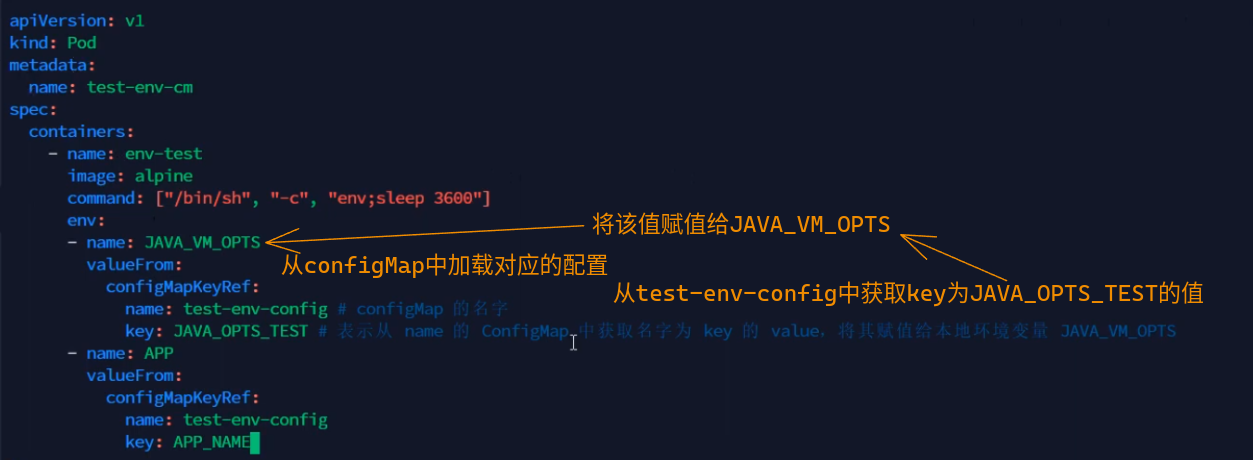 apiVersion: v1
kind: Pod
metadata:
  name: test-env-cm
spec:
  containers:
    - name: env-test
      image: alpine
      command: ["/bin/sh", "-c", "env;sleep 3600"]
      env:
      将该值赋值给JAVA_VM_OPTS
      - name: JAVA_VM_OPTS
        valueFrom:
        从configMap中加载对应的配置
          configMapKeyRef:
          从test-env-config中获取key为JAVA_OPTS_TEST的值
            name: test-env-config # configMap 的名字
            key: JAVA_OPTS_TEST # 表示从 name 的 ConfigMap 中获取名字为 key 的 value，将其赋值给本地环境变量 JAVA_VM_OPTS
      - name: APP
        valueFrom:
          configMapKeyRef:
            name: test-env-config
            key: APP_NAME